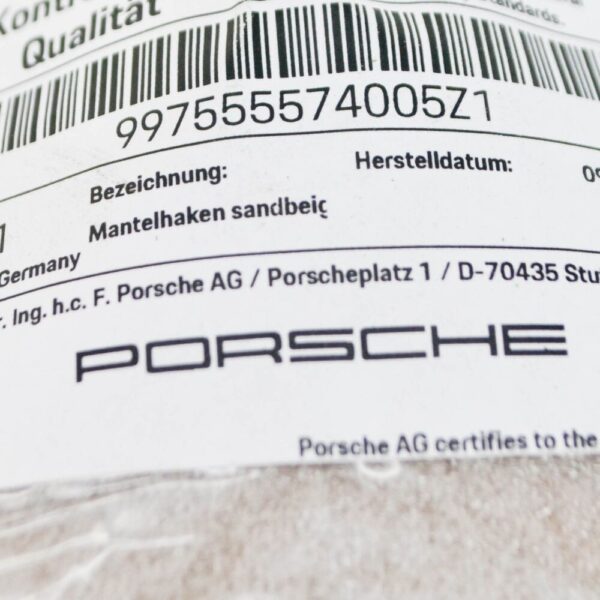 Qualität
standards.
997555574005Z1
Bezeichnung:
Herstelldatum:
Mantelhaken sandbeig
Germany
Ing. h.c. F. Porsche AG / Porscheplatz 1 / D-70435 Stu
PORSCHE
Porsche AG certifies to the